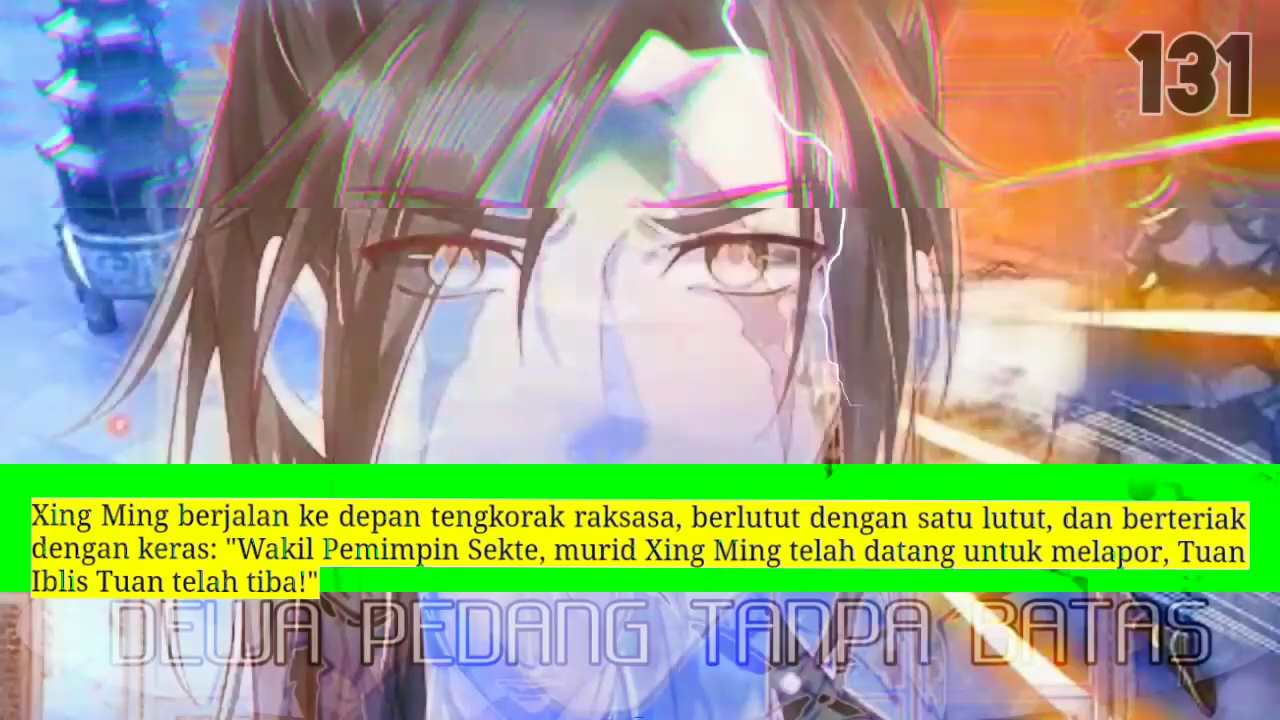 131
Xing Ming berjalan ke depan tengkorak raksasa, berlutut dengan satu lutut, dan berteriak
dengan keras: "Wakil Pemimpin Sekte, murid Xing Ming telah datang untuk melapor, Tuan
Iblis Tuan telah tiba!"
DEWA PEDANG TANPA BATAS